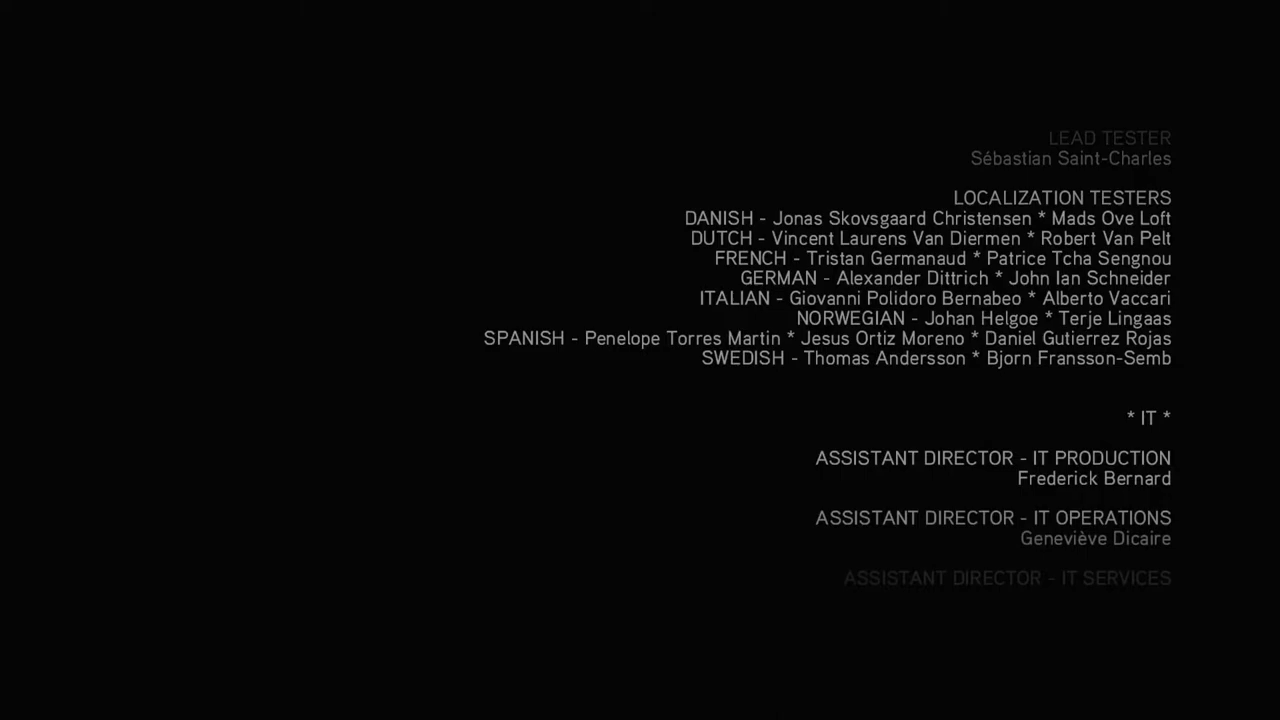 LEAD TESTER
Sébastian Saint-Charles
LOCALIZATION TESTERS
DANISH - Jonas Skovsgaard Christensen * Mads Ove Loft
DUTCH - Vincent Laurens Van Diermen * Robert Van Pelt
FRENCH - Tristan Germanaud * Patrice Tcha Sengnou
GERMAN - Alexander Dittrich * John Ian Schneider
ITALIAN - Giovanni Polidoro Bernabeo * Alberto Vaccari
NORWEGIAN - Johan Helgoe * Terje Lingaas
SPANISH - Penelope Torres Martin * Jesus Ortiz Moreno * Daniel Gutierrez Rojas
SWEDISH - Thomas Andersson * Bjorn Fransson-Semb
* IT *
ASSISTANT DIRECTOR - IT PRODUCTION
Frederick Bernard
ASSISTANT DIRECTOR - IT OPERATIONS
Geneviève Dicaire
ASSISTANT DIRECTOR - IT SERVICES